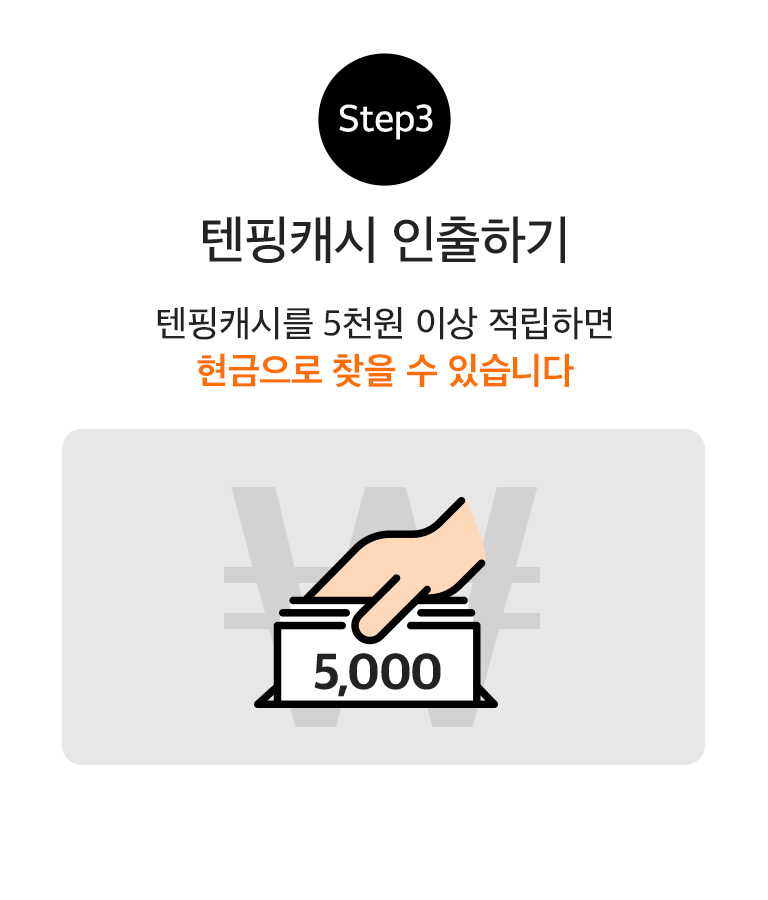 Step3
텐핑캐시 인출하기
텐핑캐시를 5천원 이상 적립하면
현금으로 찾을 수 있습니다
₩
5,000